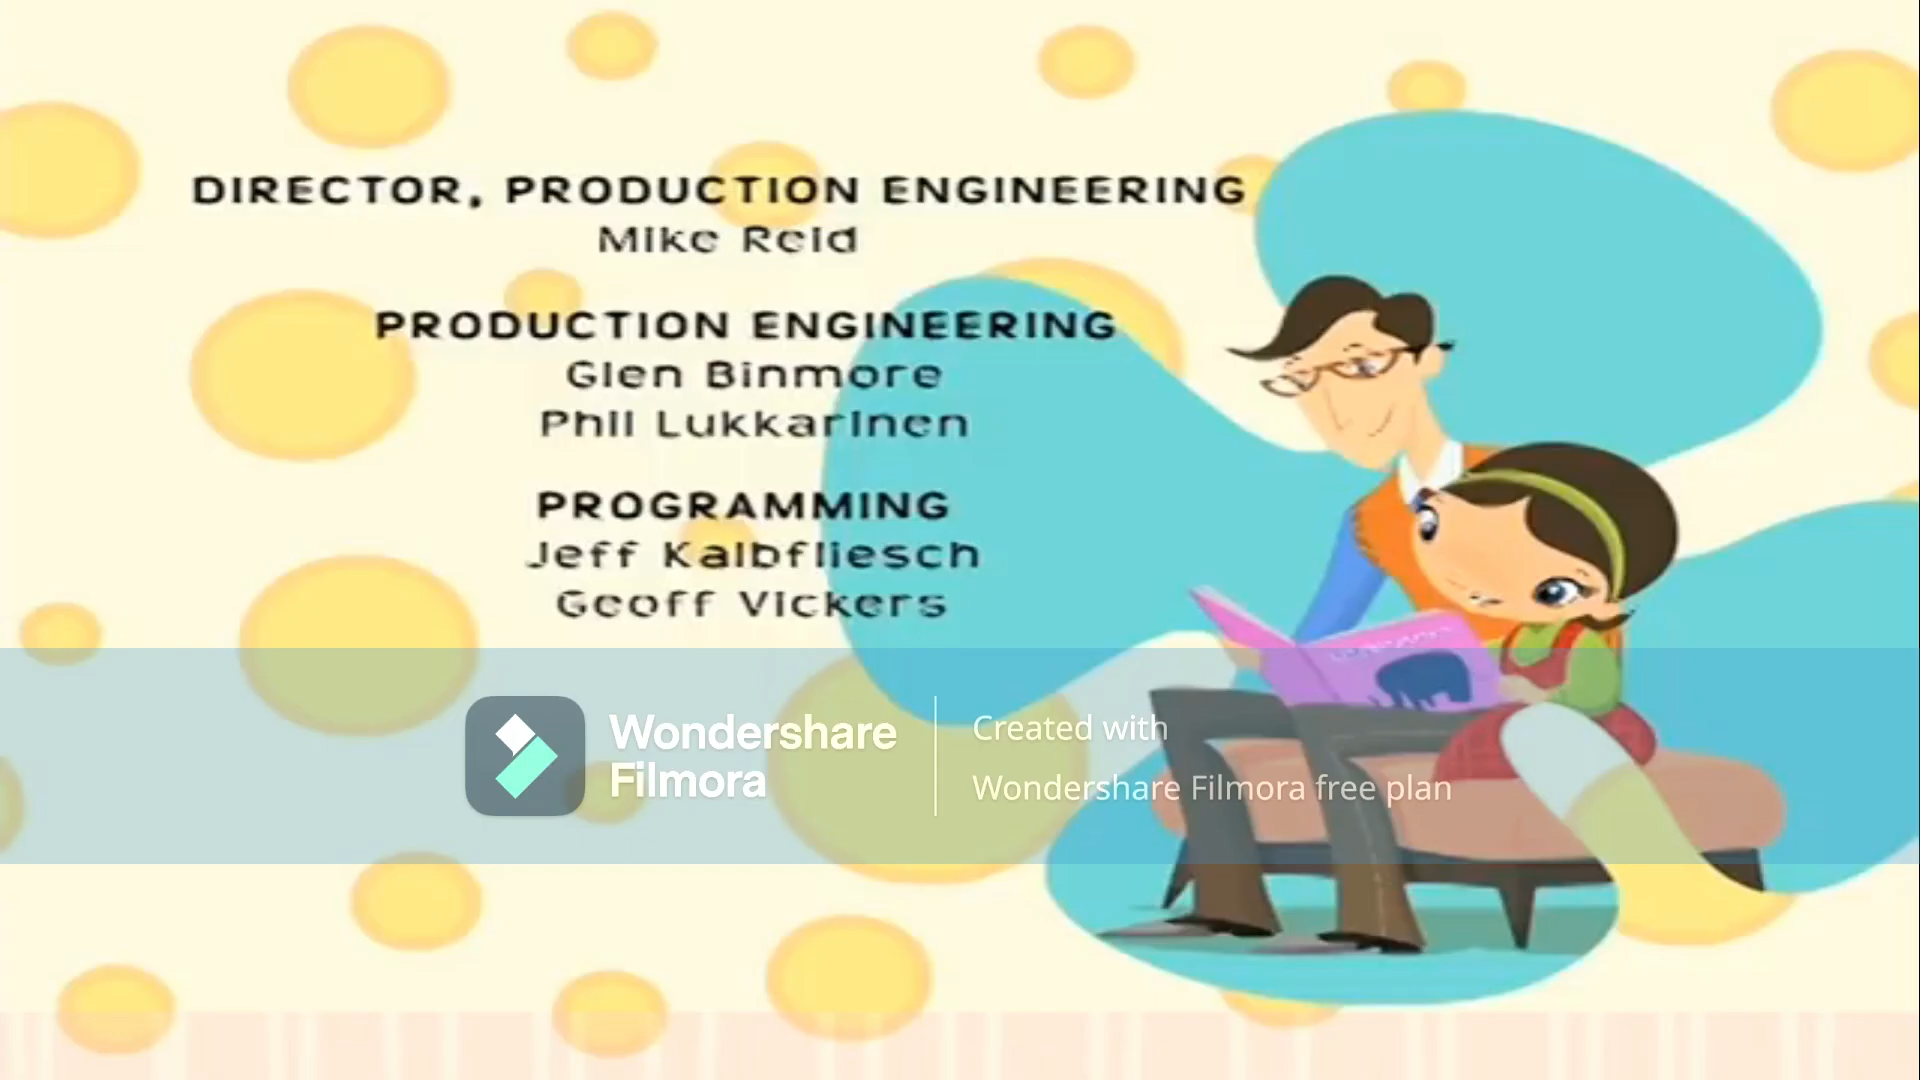 DIRECTOR, PRODUCTION ENGINEERING
Mike Reid
PRODUCTION ENGINEERING
Glen Binmore
Phil Lukkarinen
PROGRAMMING
Jeff Kalbfliesch
Geoff Vickers
Wondershare
Filmora
Created with
Wondershare Filmora free plan